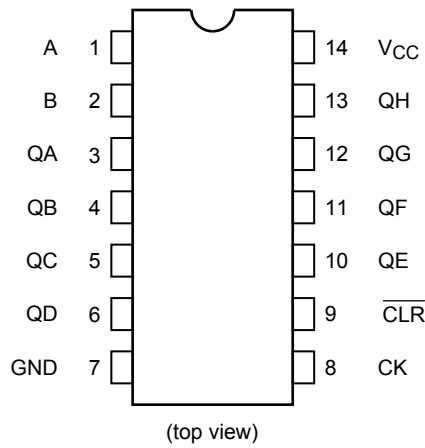 A 1 14 VCC
B 2 13 QH
QA 3 12 QG
QB 4 11 QF
QC 5 10 QE
QD 6 9 C̅L̅R̅
GND 7 8 CK
(top view)